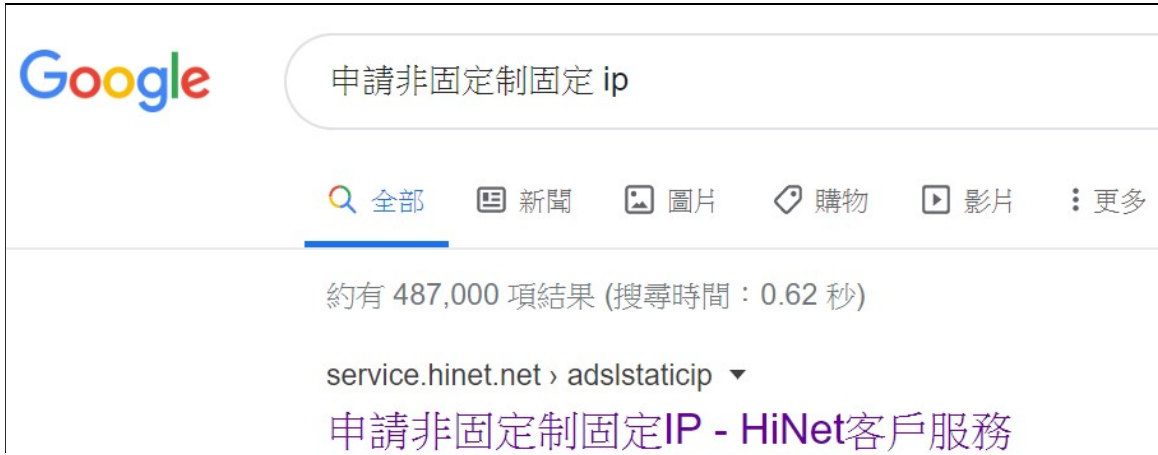 Google
申請非固定制固定 ip
全部 新聞 圖片 購物 影片 更多
約有 487,000 項結果 (搜尋時間：0.62 秒)
service.hinet.net › adslstaticip
申請非固定制固定IP - HiNet客戶服務